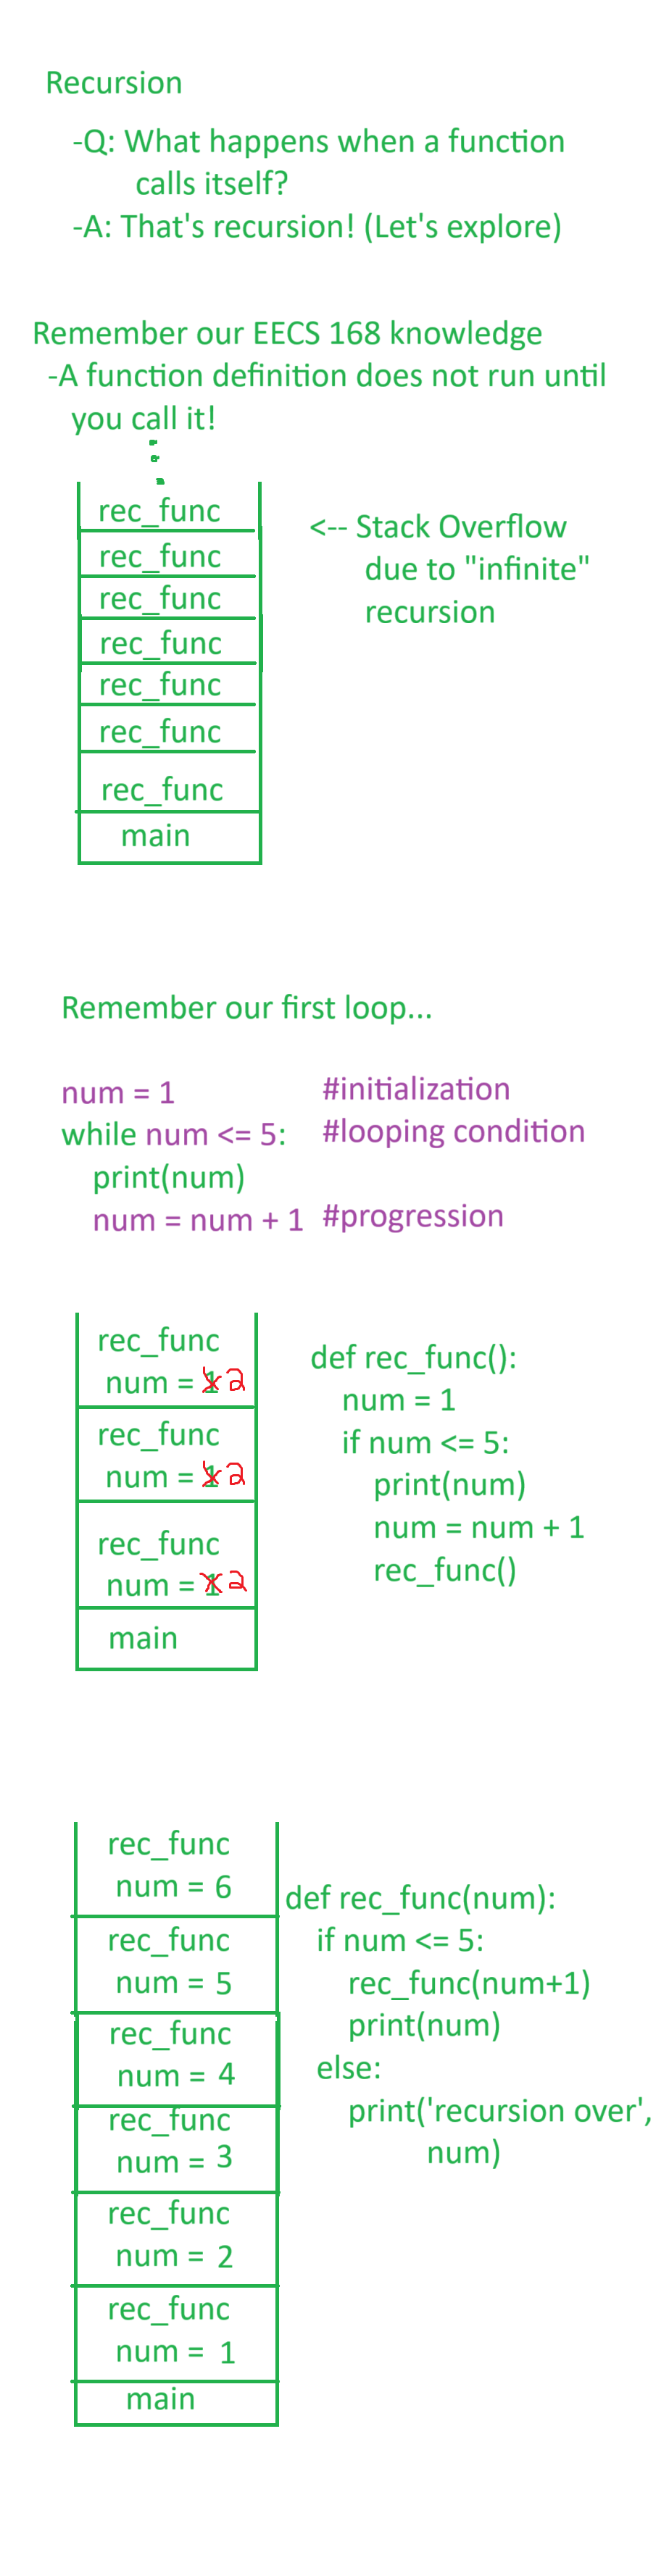 Recursion
-Q: What happens when a function
calls itself?
-A: That's recursion! (Let's explore)
Remember our EECS 168 knowledge
-A function definition does not run until
you call it!
rec_func
<-- Stack Overflow
rec_func
due to "infinite"
rec_func
recursion
rec_func
rec_func
rec_func
rec_func
main
Remember our first loop...
num = 1 #initialization
while num <= 5: #looping condition
print(num)
num = num + 1 #progression
rec_func
num = 1 2
rec_func
num = 1 2
rec_func
num = 1 2
main
def rec_func():
num = 1
if num <= 5:
print(num)
num = num + 1
rec_func()
rec_func
num = 6
rec_func
num = 5
rec_func
num = 4
rec_func
num = 3
rec_func
num = 2
rec_func
num = 1
main
def rec_func(num):
if num <= 5:
rec_func(num+1)
print(num)
else:
print('recursion over',
num)